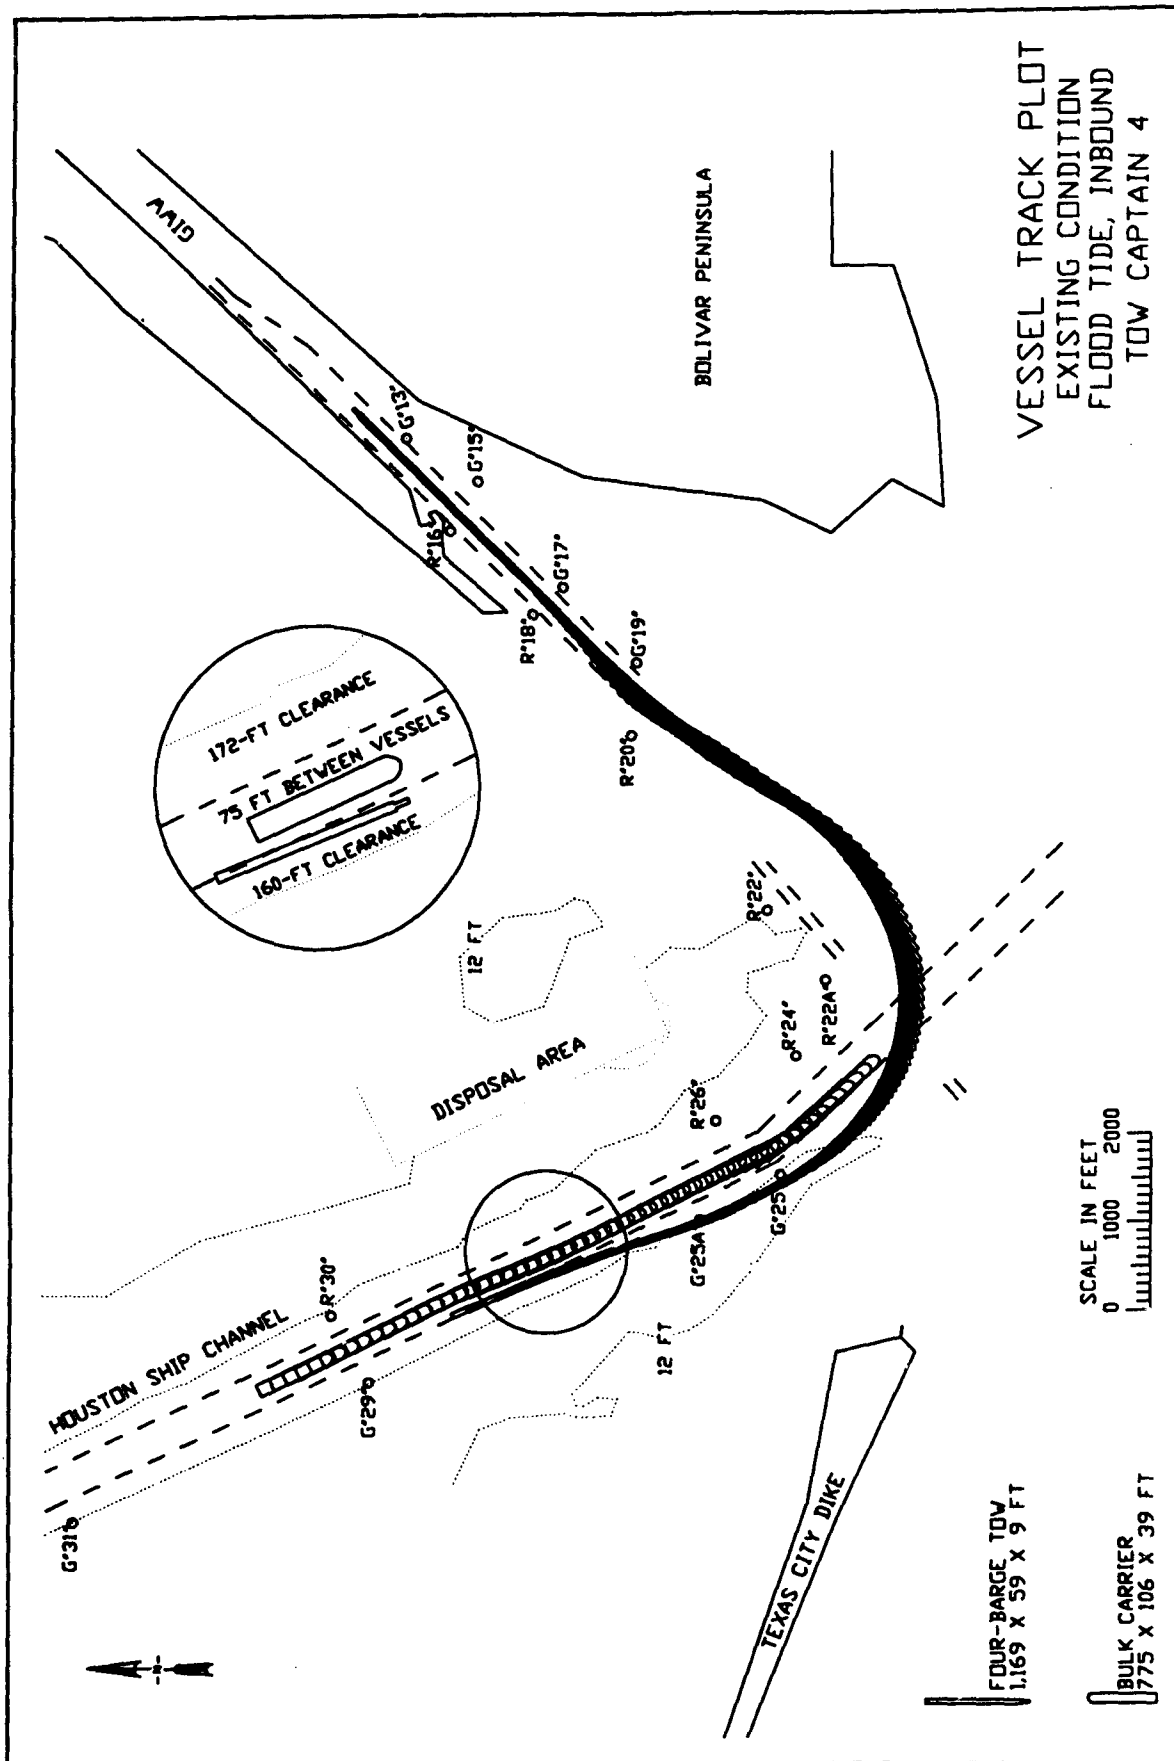 GIWW
G"13"
G"15"
R"16"
G"17"
R"18"
G"19"
R"20"
BOLIVAR PENINSULA
172-FT CLEARANCE
75 FT BETWEEN VESSELS
160-FT CLEARANCE
12 FT
DISPOSAL AREA
R"22"
R"22A"
R"24"
R"26"
G"25"
G"25A"
R"30"
G"29"
G"31"
HOUSTON SHIP CHANNEL
12 FT
TEXAS CITY DIKE
N
SCALE IN FEET
0 1000 2000
FOUR-BARGE TOW
1,169 X 59 X 9 FT
BULK CARRIER
775 X 106 X 39 FT
VESSEL TRACK PLOT
EXISTING CONDITION
FLOOD TIDE, INBOUND
TOW CAPTAIN 4